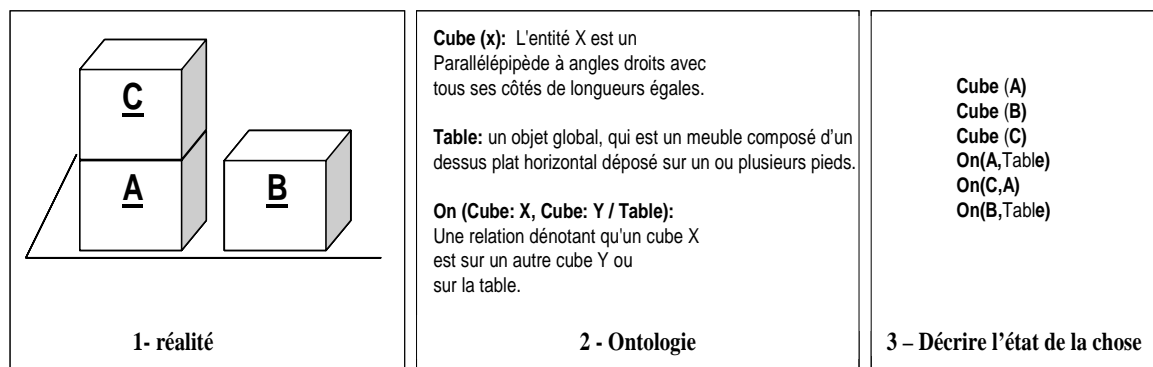 C
A
B
1- réalité
Cube (x): L'entité X est un
Parallélépipède à angles droits avec
tous ses côtés de longueurs égales.
Table: un objet global, qui est un meuble composé d'un
dessus plat horizontal déposé sur un ou plusieurs pieds.
On (Cube: X, Cube: Y / Table):
Une relation dénotant qu'un cube X
est sur un autre cube Y ou
sur la table.
2 - Ontologie
Cube (A)
Cube (B)
Cube (C)
On(A,Table)
On(C,A)
On(B,Table)
3 – Décrire l'état de la chose